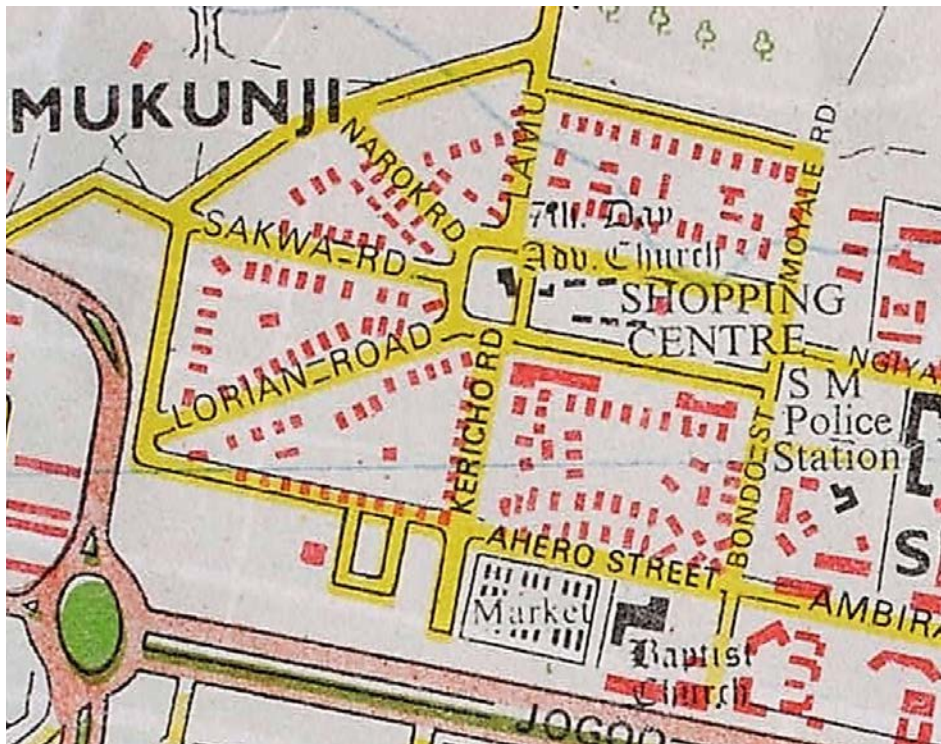 MUKUNJI
NAROK RD
LAMU
MOYALE RD
SAKWA-RD
7th. Day
Adv. Church
SHOPPING
CENTRE
LORIAN-ROAD
KERICHO RD
NGIYA
S M
Police
Station
BONDO-ST
S
AHERO STREET
AMBIRA
Market
Baptist
Church
JOGOO